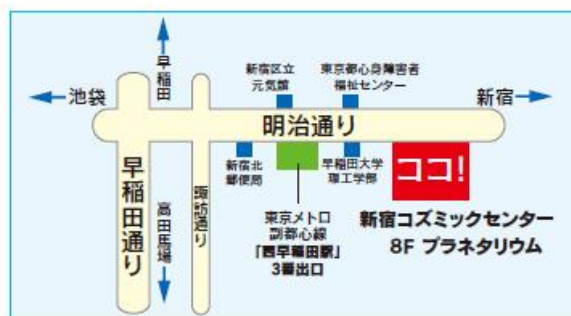 早稲田
池袋
新宿区立
元気館
東京都心身障害者
福祉センター
新宿
明治通り
早稲田通り
高田馬場
諏訪通り
新宿北
郵便局
東京メトロ
副都心線
「西早稲田駅」
3番出口
早稲田大学
理工学部
ココ!
新宿コズミックセンター
8F プラネタリウム